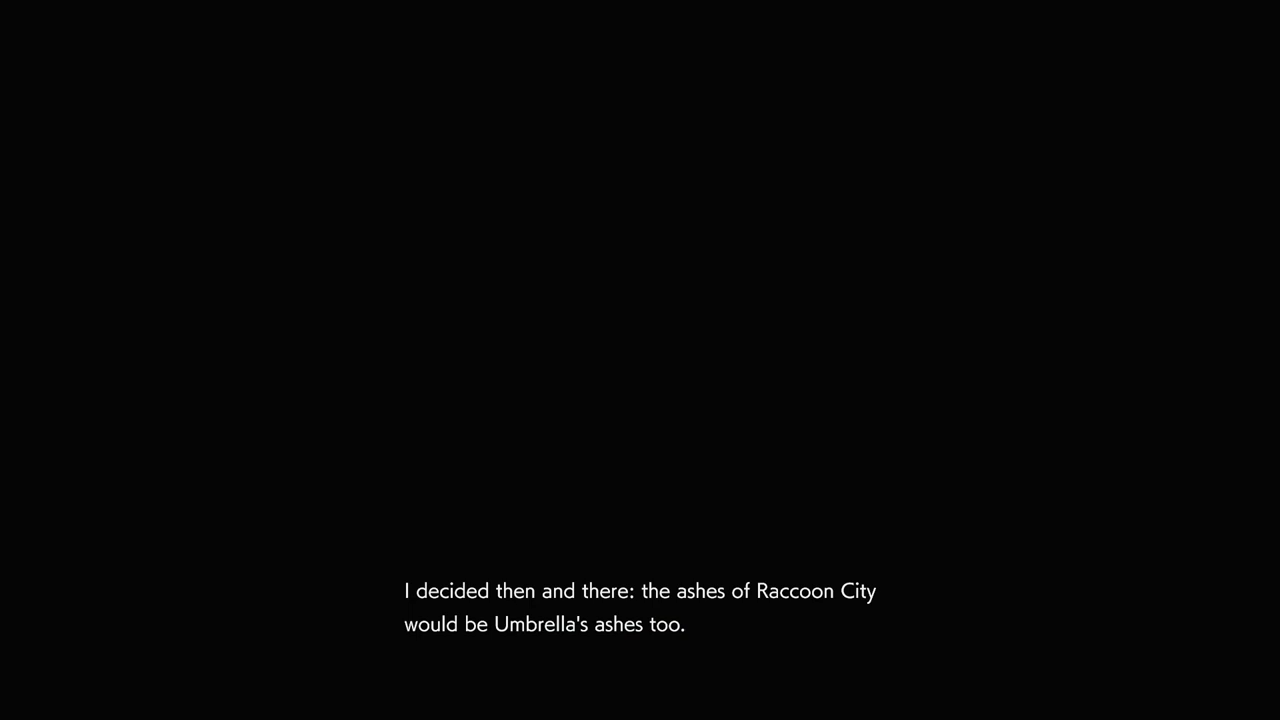 I decided then and there: the ashes of Raccoon City
would be Umbrella's ashes too.